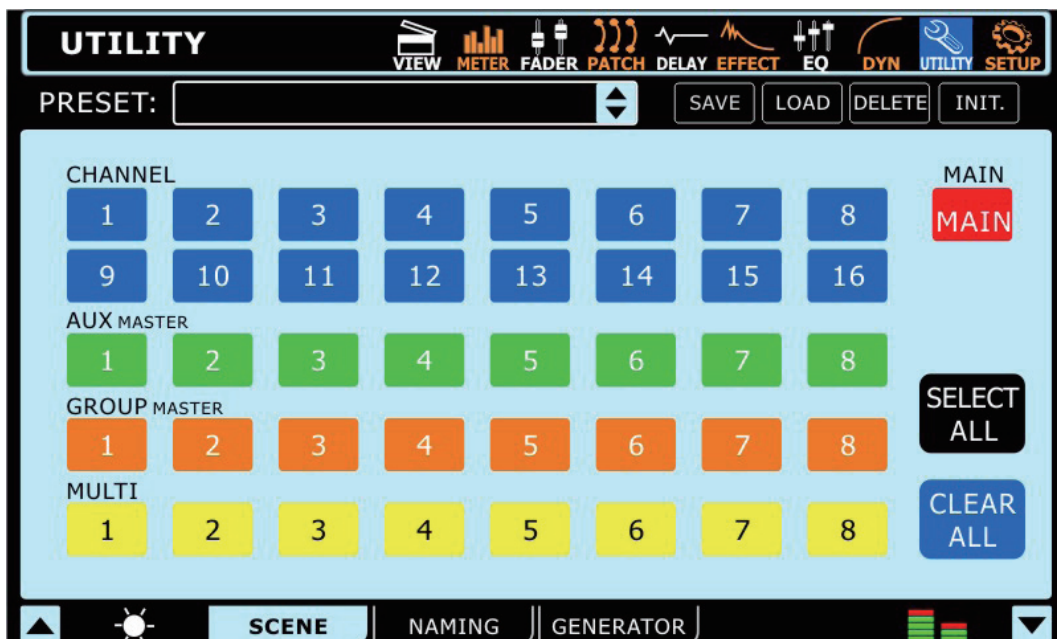 UTILITY
VIEW METER FADER PATCH DELAY EFFECT EQ DYN UTILITY SETUP
PRESET: SAVE LOAD DELETE INIT.
CHANNEL MAIN
1 2 3 4 5 6 7 8 MAIN
9 10 11 12 13 14 15 16
AUX MASTER
1 2 3 4 5 6 7 8
GROUP MASTER
1 2 3 4 5 6 7 8
MULTI
1 2 3 4 5 6 7 8
SELECT
ALL
CLEAR
ALL
SCENE NAMING GENERATOR